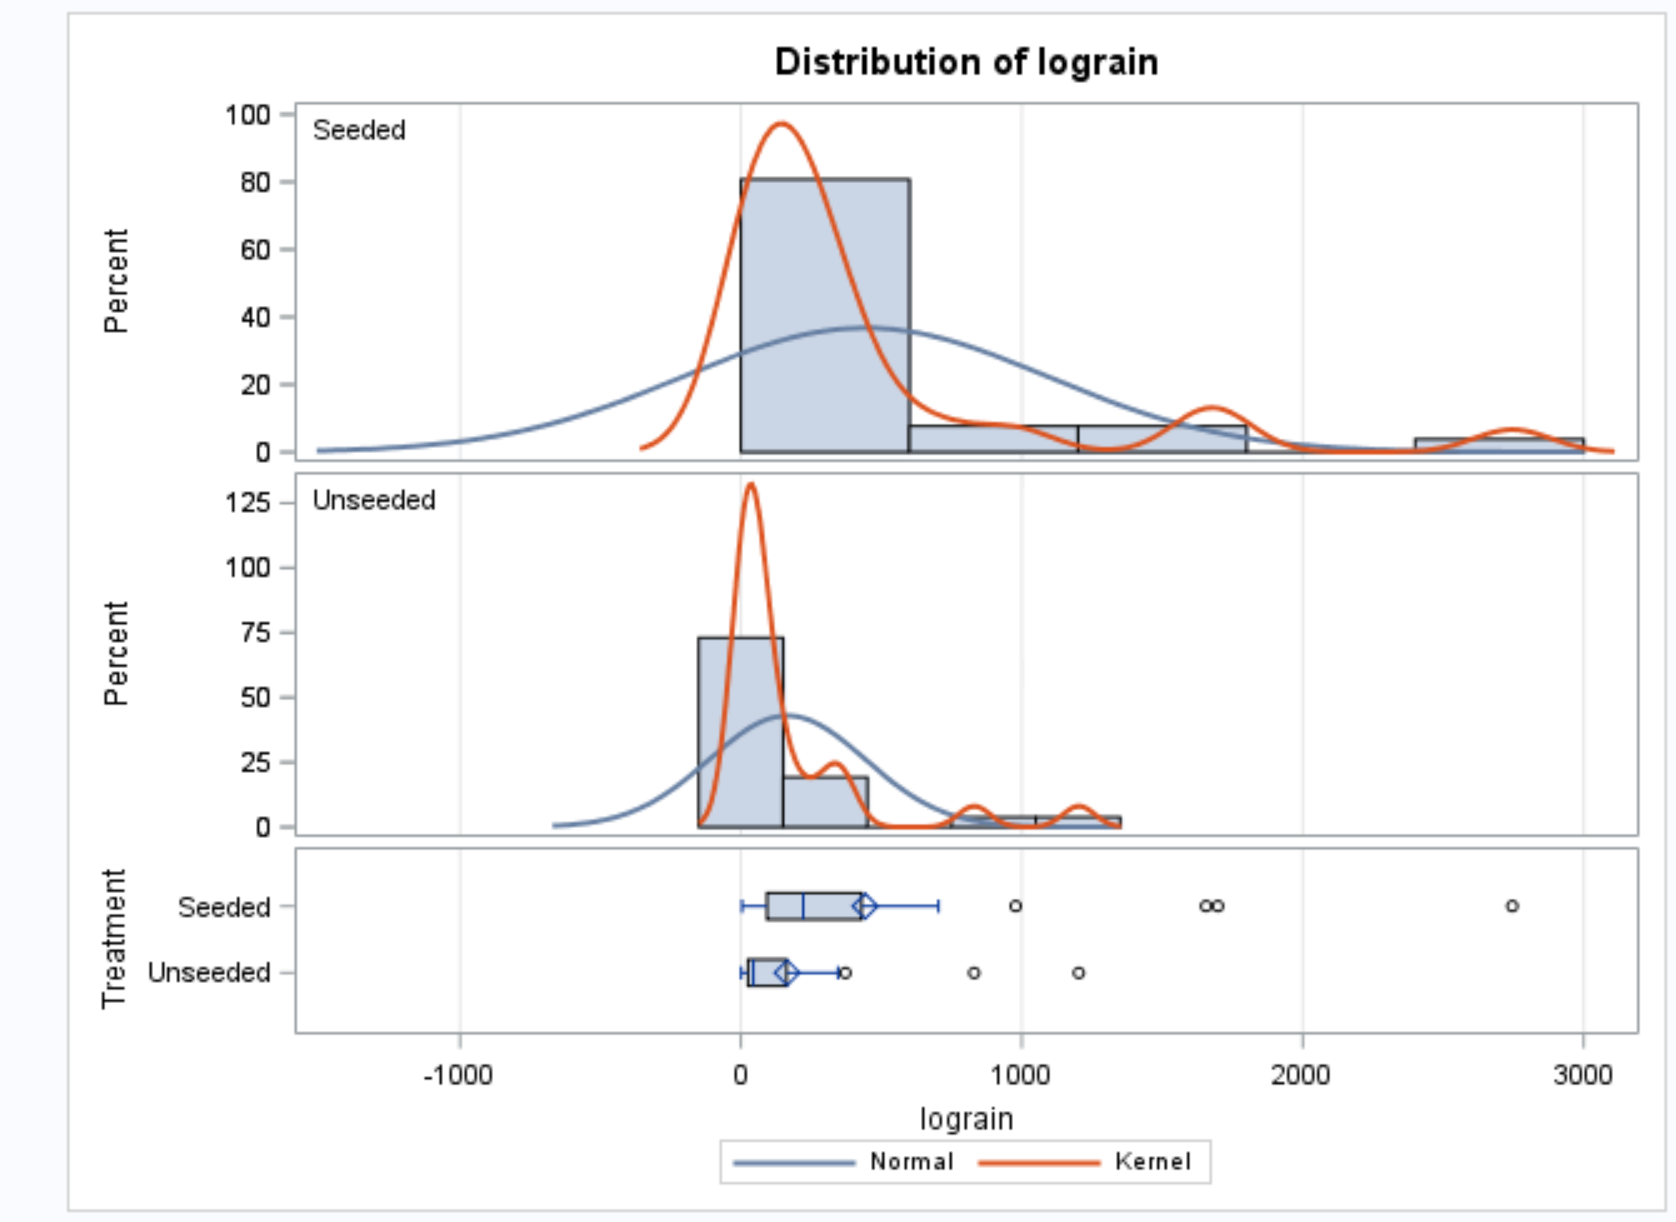 Distribution of lograin
Seeded
100
80
60
40
20
0
Percent
Unseeded
125
100
75
50
25
0
Percent
Seeded
Unseeded
Treatment
-1000 0 1000 2000 3000
lograin
Normal Kernel